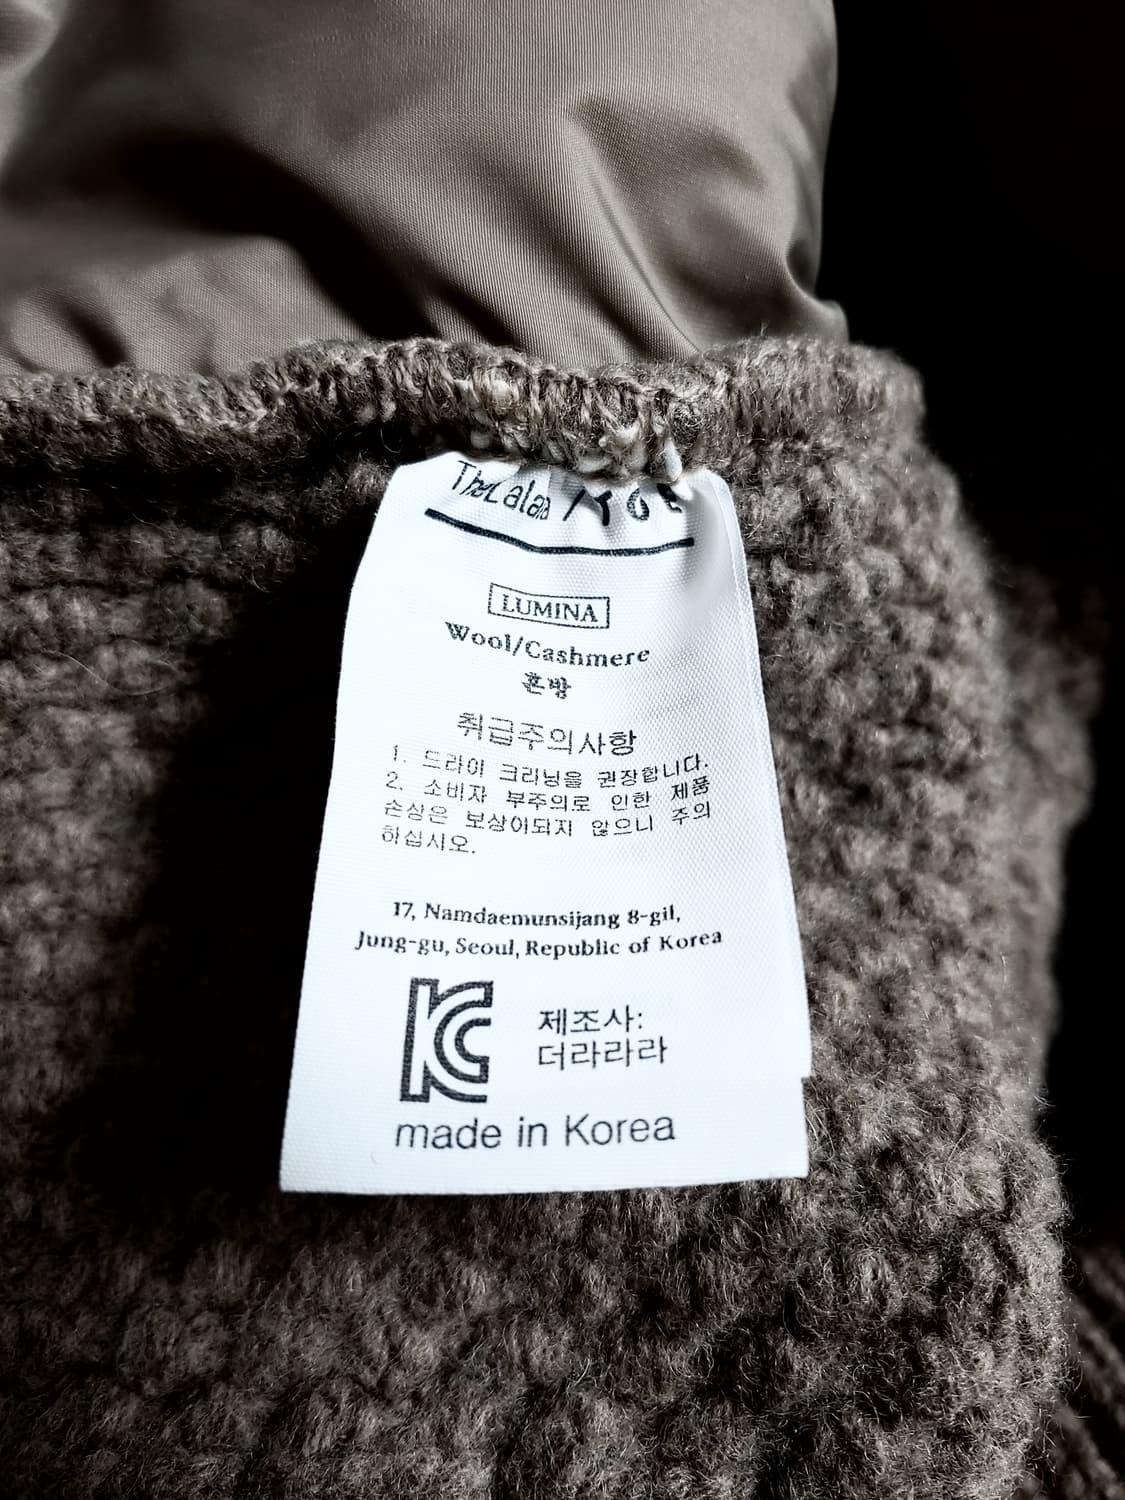 TheLalala / Y O E
LUMINA
Wool/Cashmere
혼방
취급주의사항
1. 드라이 크리닝을 권장합니다.
2. 소비자 부주의로 인한 제품
손상은 보상이되지 않으니 주의
하십시오.
17, Namdaemunsijang 8-gil,
Jung-gu, Seoul, Republic of Korea
KC
제조사:
더라라라
made in Korea